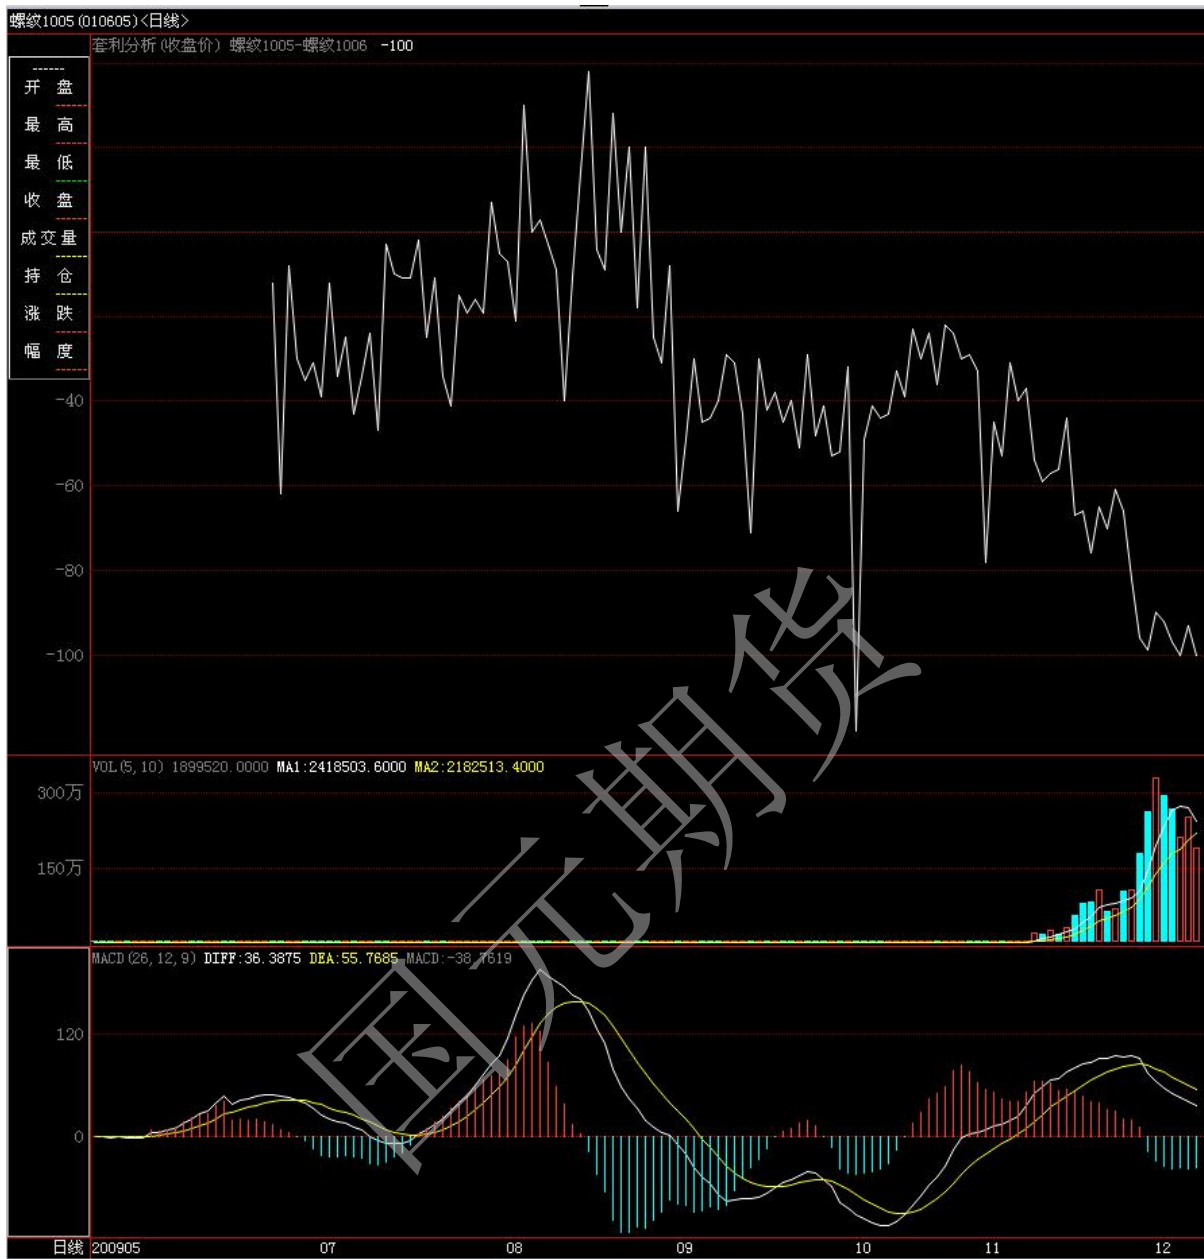 螺纹1005(010605)<日线>
套利分析(收盘价) 螺纹1005-螺纹1006 -100
------
开 盘
最 高
最 低
收 盘
成交量
持 仓
涨 跌
幅 度
-40
-60
-80
-100
VOL(5,10) 1899520.0000 MA1:2418503.6000 MA2:2182513.4000
300万
150万
MACD(26,12,9) DIFF:36.3875 DEA:55.7685 MACD:-38.7619
120
0
日线 200905 07 08 09 10 11 12
国元期货